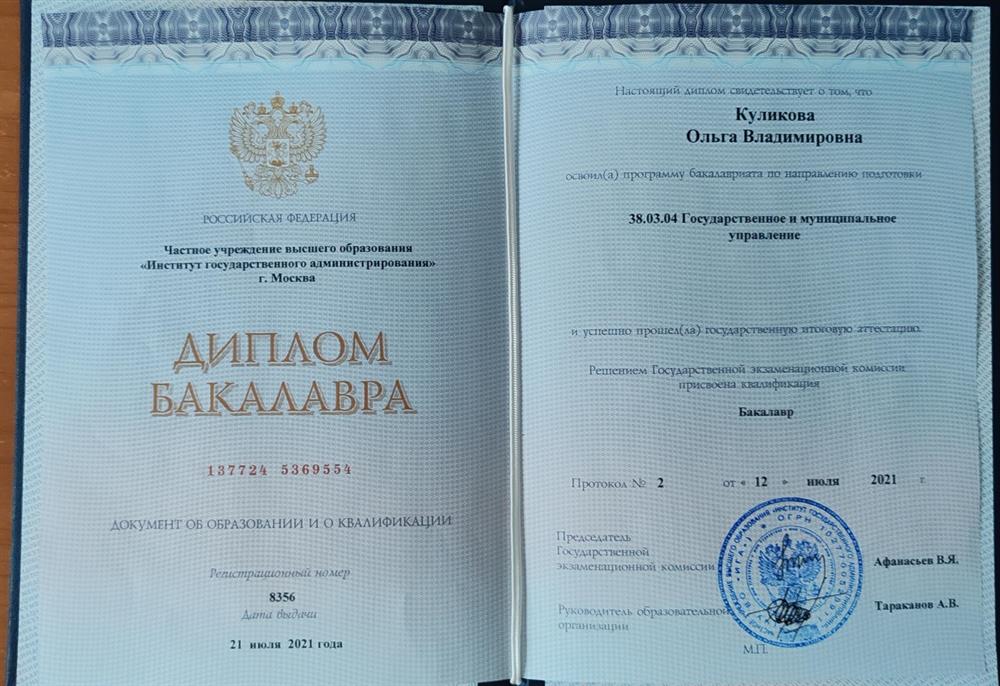 РОССИЙСКАЯ ФЕДЕРАЦИЯ
Частное учреждение высшего образования
«Институт государственного администрирования»
г. Москва
ДИПЛОМ
БАКАЛАВРА
137724 5369554
ДОКУМЕНТ ОБ ОБРАЗОВАНИИ И О КВАЛИФИКАЦИИ
Регистрационный номер
8356
Дата выдачи
21 июля 2021 года
Настоящий диплом свидетельствует о том, что
Куликова
Ольга Владимировна
освоил(а) программу бакалавриата по направлению подготовки
38.03.04 Государственное и муниципальное
управление
и успешно прошел(ла) государственную итоговую аттестацию.
Решением Государственной экзаменационной комиссии
присвоена квалификация
Бакалавр
Протокол № 2 от « 12 » июля 2021 г.
Председатель
Государственной
экзаменационной комиссии
Афанасьев В.Я.
Руководитель образовательной
организации
Тараканов А.В.
М.П.